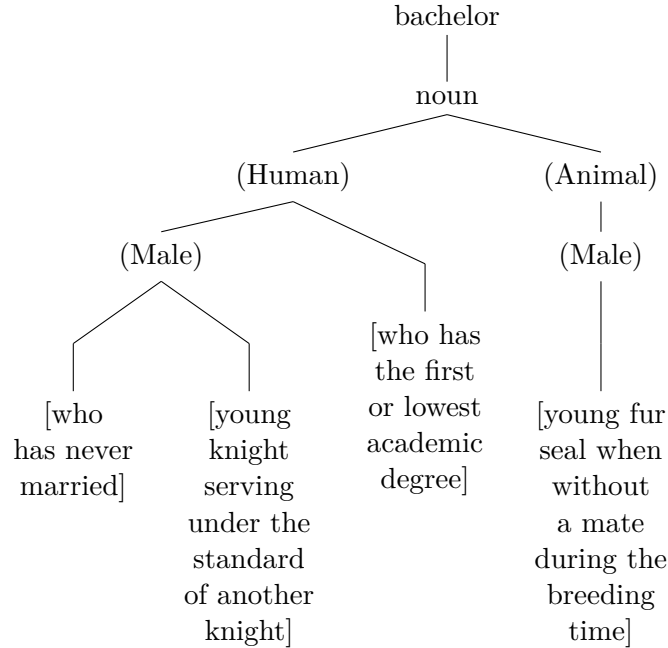 bachelor
noun
(Human)
(Animal)
(Male)
(Male)
[who has
the first
or lowest
academic
degree]
[who
has never
married]
[young
knight
serving
under the
standard
of another
knight]
[young fur
seal when
without
a mate
during the
breeding
time]